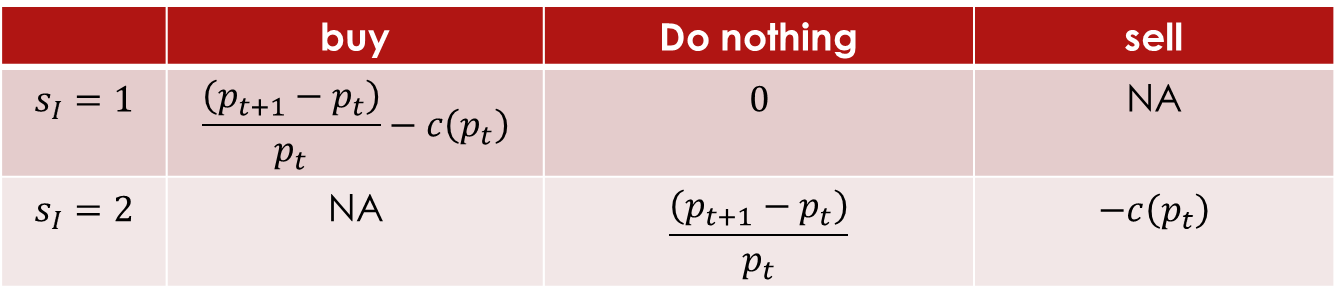 buy Do nothing sell
s_I = 1 (p_{t+1} − p_t)/p_t − c(p_t) 0 NA
s_I = 2 NA (p_{t+1} − p_t)/p_t −c(p_t)